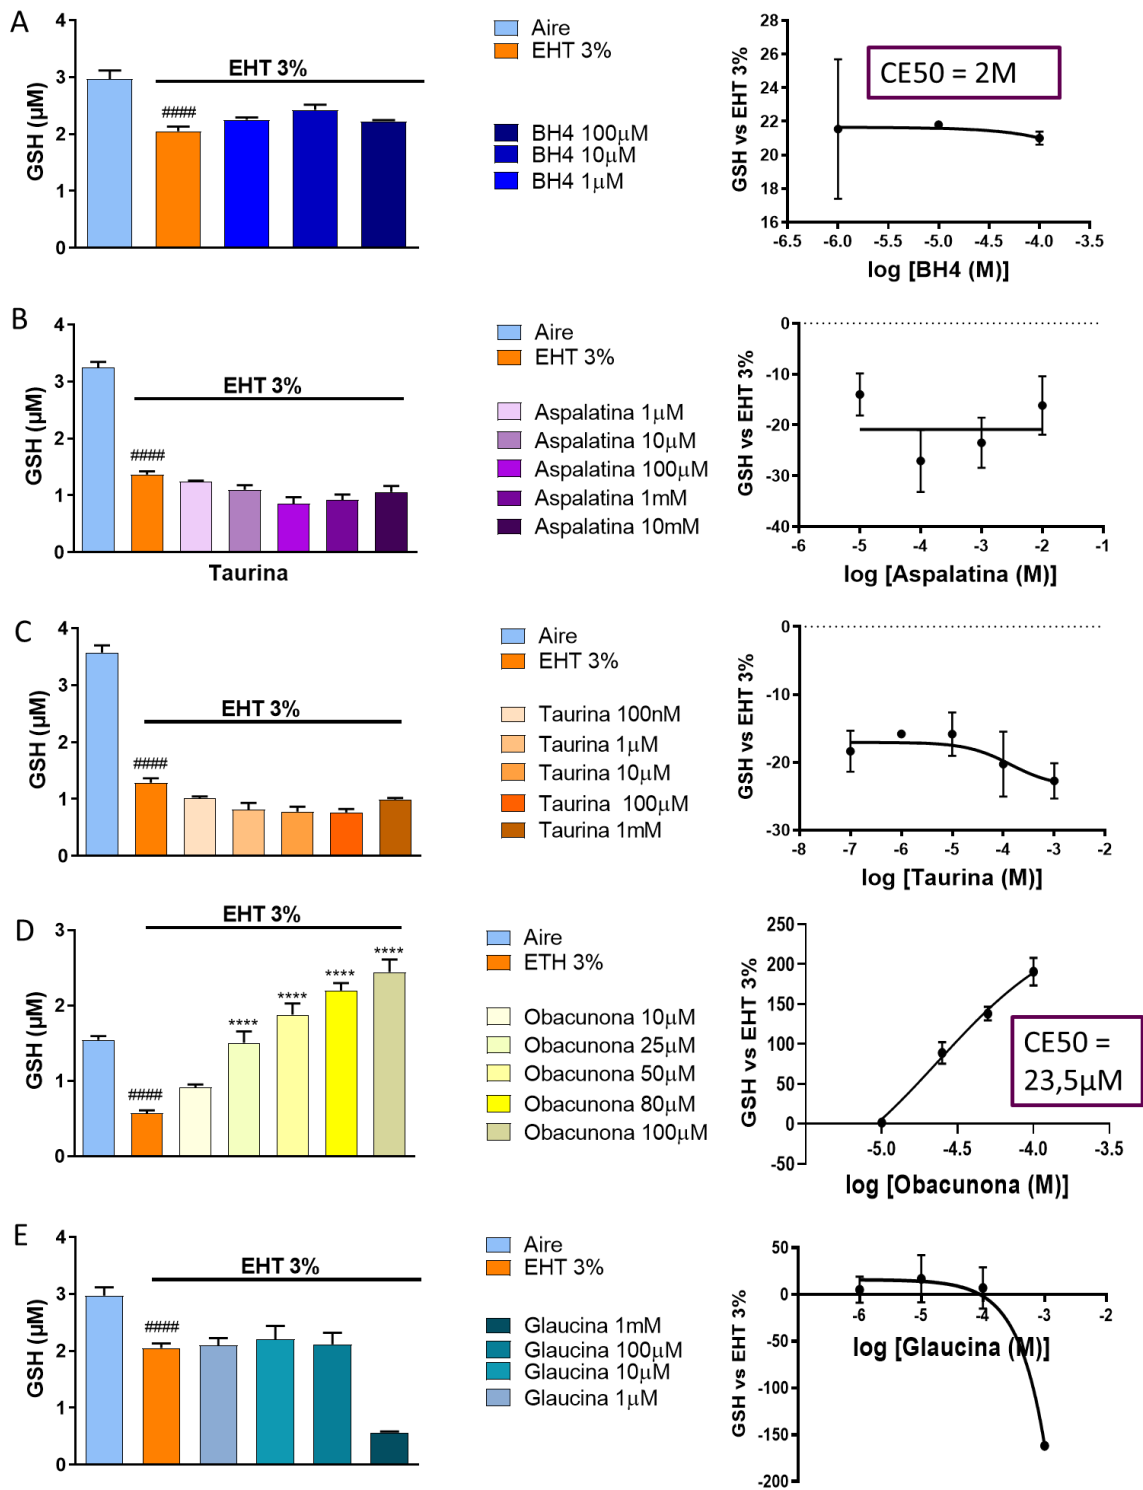 A
4
3
2
1
0
GSH (μM)
EHT 3%
####
Aire
EHT 3%
BH4 100μM
BH4 10μM
BH4 1μM
28
26
24
22
20
18
16
GSH vs EHT 3%
CE50 = 2M
-6.5 -6.0 -5.5 -5.0 -4.5 -4.0 -3.5
log [BH4 (M)]
B
4
3
2
1
0
GSH (μM)
EHT 3%
####
Taurina
Aire
EHT 3%
Aspalatina 1μM
Aspalatina 10μM
Aspalatina 100μM
Aspalatina 1mM
Aspalatina 10mM
0
-10
-20
-30
-40
GSH vs EHT 3%
-6 -5 -4 -3 -2 -1
log [Aspalatina (M)]
C
4
3
2
1
0
GSH (μM)
EHT 3%
####
Aire
EHT 3%
Taurina 100nM
Taurina 1μM
Taurina 10μM
Taurina 100μM
Taurina 1mM
0
-10
-20
-30
GSH vs EHT 3%
-8 -7 -6 -5 -4 -3 -2
log [Taurina (M)]
D
3
2
1
0
GSH (μM)
EHT 3%
####
****
****
****
****
Aire
ETH 3%
Obacunona 10μM
Obacunona 25μM
Obacunona 50μM
Obacunona 80μM
Obacunona 100μM
250
200
150
100
50
0
-50
GSH vs EHT 3%
CE50 =
23,5μM
-5.0 -4.5 -4.0 -3.5
log [Obacunona (M)]
E
4
3
2
1
0
GSH (μM)
EHT 3%
####
Aire
EHT 3%
Glaucina 1mM
Glaucina 100μM
Glaucina 10μM
Glaucina 1μM
50
0
-50
-100
-150
-200
GSH vs EHT 3%
-6 -5 -4 -3 -2
log [Glaucina (M)]